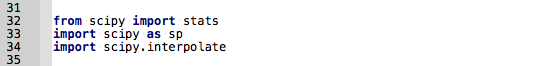 31
32 from scipy import stats
33 import scipy as sp
34 import scipy.interpolate
35